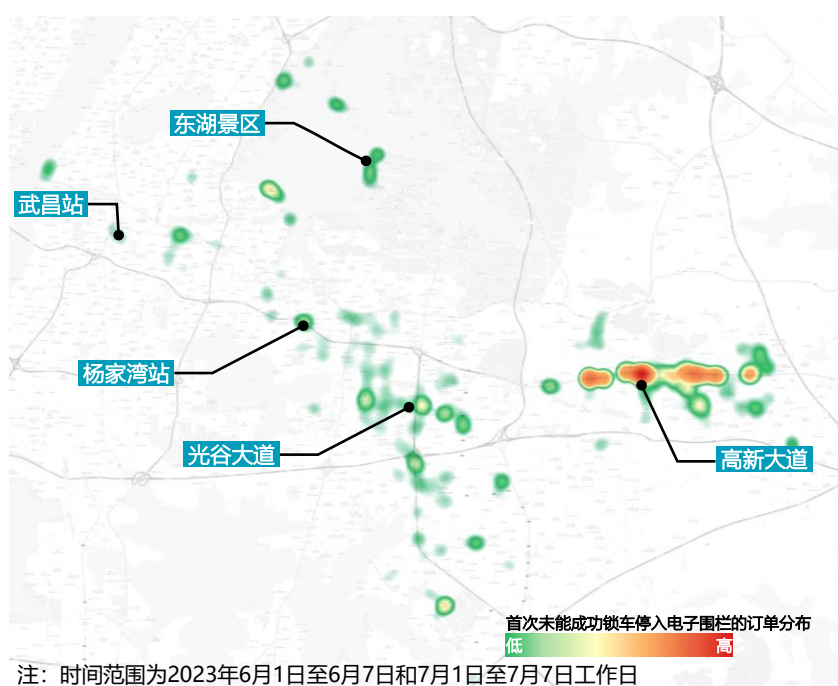 东湖景区
武昌站
杨家湾站
光谷大道
高新大道
首次未能成功锁车停入电子围栏的订单分布
低 高
注：时间范围为2023年6月1日至6月7日和7月1日至7月7日工作日